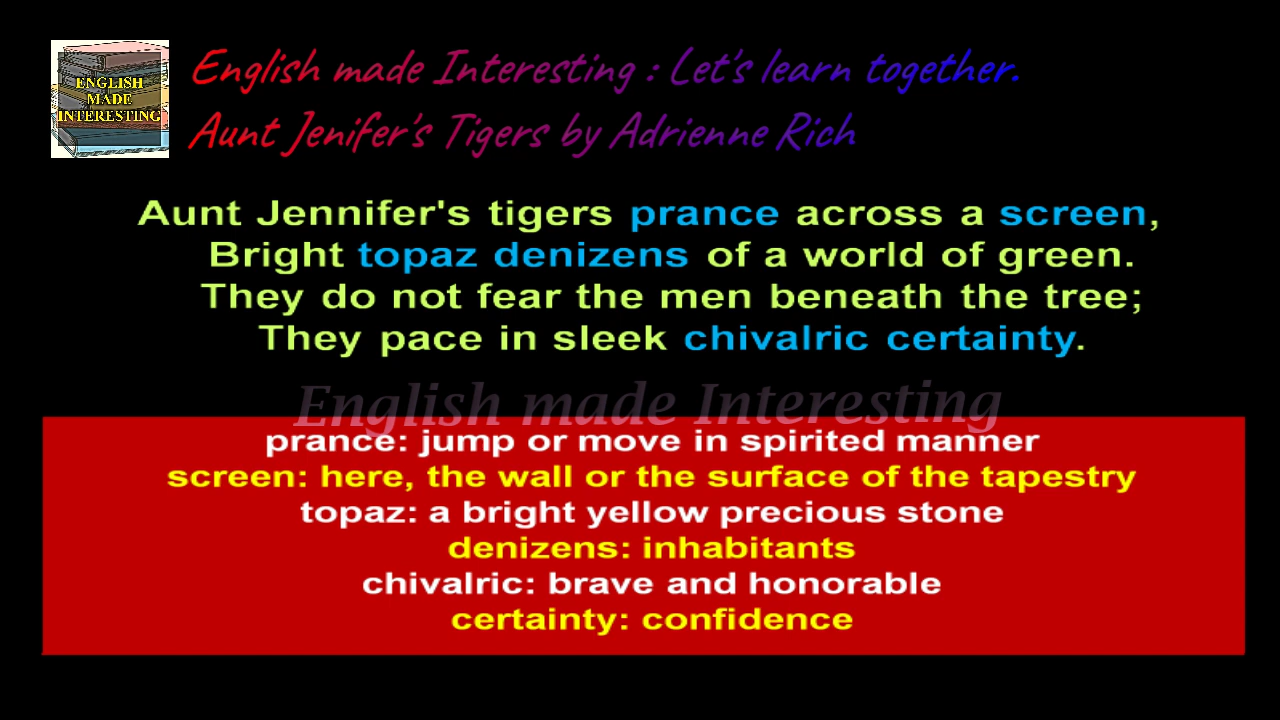 ENGLISH
MADE
INTERESTING
English made Interesting : Let's learn together.
Aunt Jenifer's Tigers by Adrienne Rich
Aunt Jennifer's tigers prance across a screen,
Bright topaz denizens of a world of green.
They do not fear the men beneath the tree;
They pace in sleek chivalric certainty.
English made Interesting
prance: jump or move in spirited manner
screen: here, the wall or the surface of the tapestry
topaz: a bright yellow precious stone
denizens: inhabitants
chivalric: brave and honorable
certainty: confidence